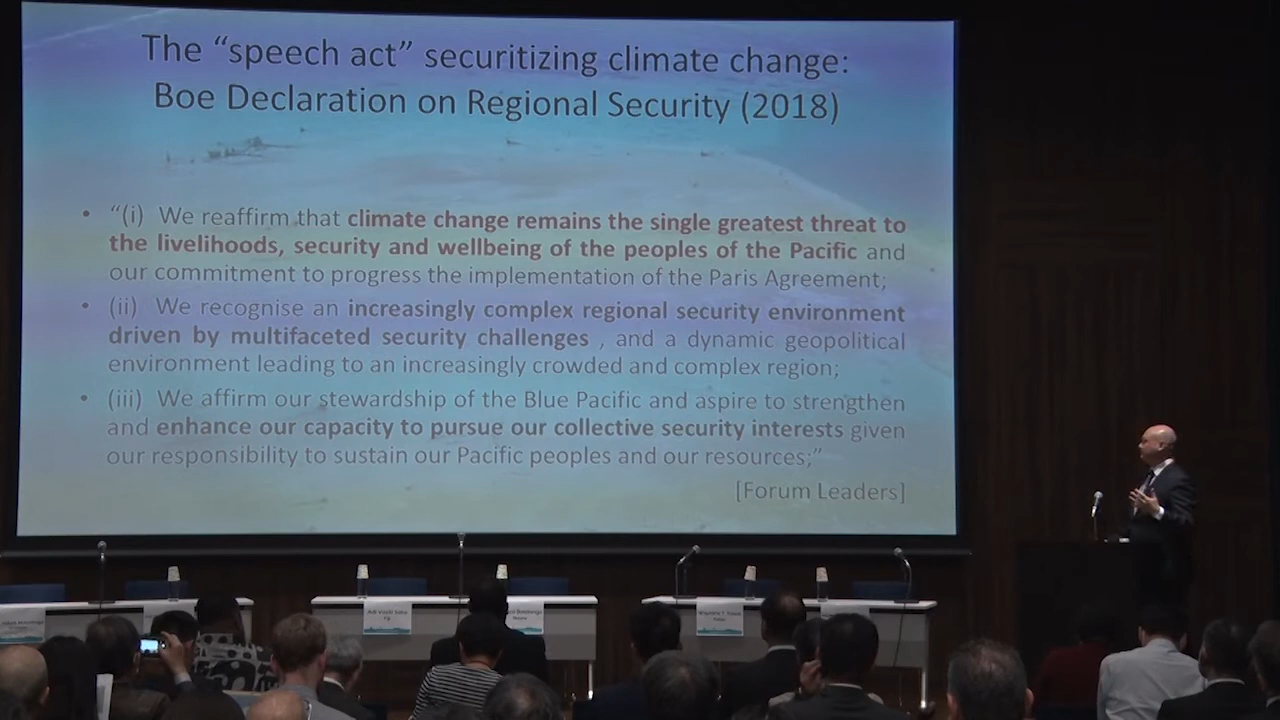 The “speech act” securitizing climate change:
Boe Declaration on Regional Security (2018)
• “(i) We reaffirm that climate change remains the single greatest threat to
the livelihoods, security and wellbeing of the peoples of the Pacific and
our commitment to progress the implementation of the Paris Agreement;
• (ii) We recognise an increasingly complex regional security environment
driven by multifaceted security challenges , and a dynamic geopolitical
environment leading to an increasingly crowded and complex region;
• (iii) We affirm our stewardship of the Blue Pacific and aspire to strengthen
and enhance our capacity to pursue our collective security interests given
our responsibility to sustain our Pacific peoples and our resources;”
[Forum Leaders]
Fiji